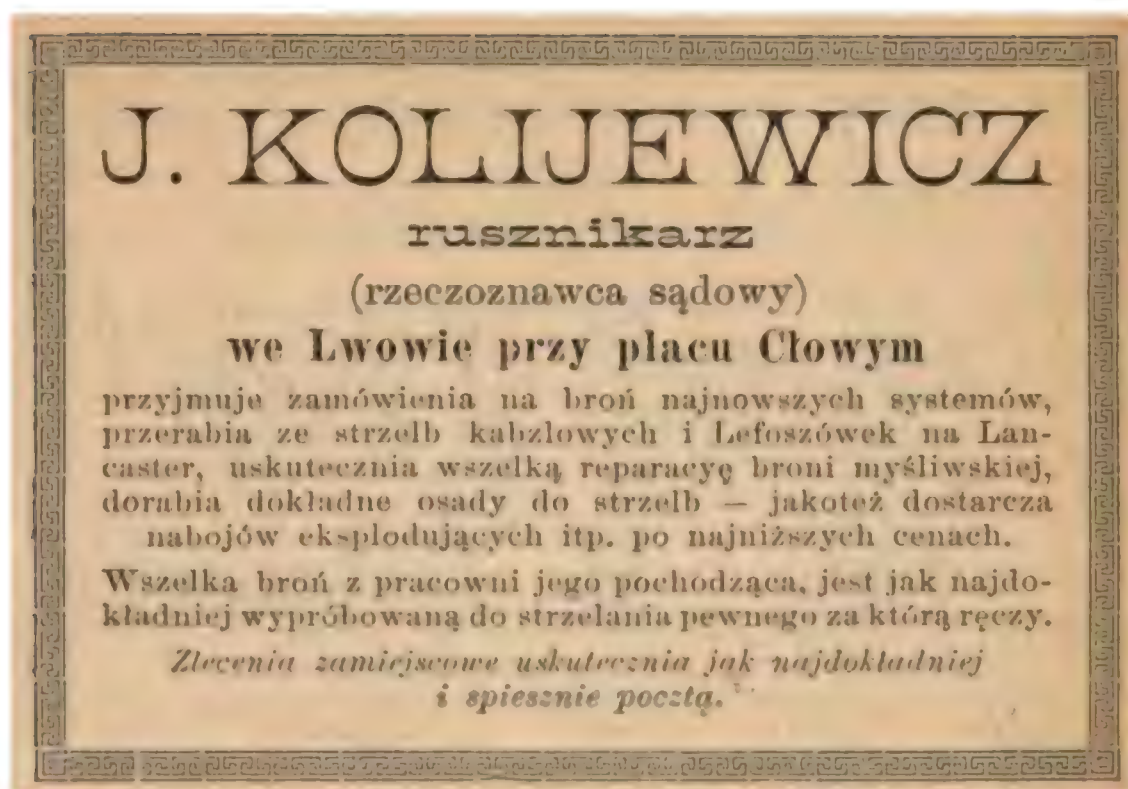 J. KOLIJEWICZ
rusznikarz
(rzeczoznawca sądowy)
we Lwowie przy placu Cłowym
przyjmuje zamówienia na broń najnowszych systemów,
przerabia ze strzelb kabzlowych i Lefoszówek na Lan-
caster, uskutecznia wszelką reparacyę broni myśliwskiej,
dorabia dokładne osady do strzelb — jakoteż dostarcza
nabojów eksplodujących itp. po najniższych cenach.
Wszelka broń z pracowni jego pochodząca, jest jak najdo-
kładniej wypróbowaną do strzelania pewnego za którą ręczy.
Zlecenia zamiejscowe uskutecznia jak najdokładniej
i spiesznie pocztą.